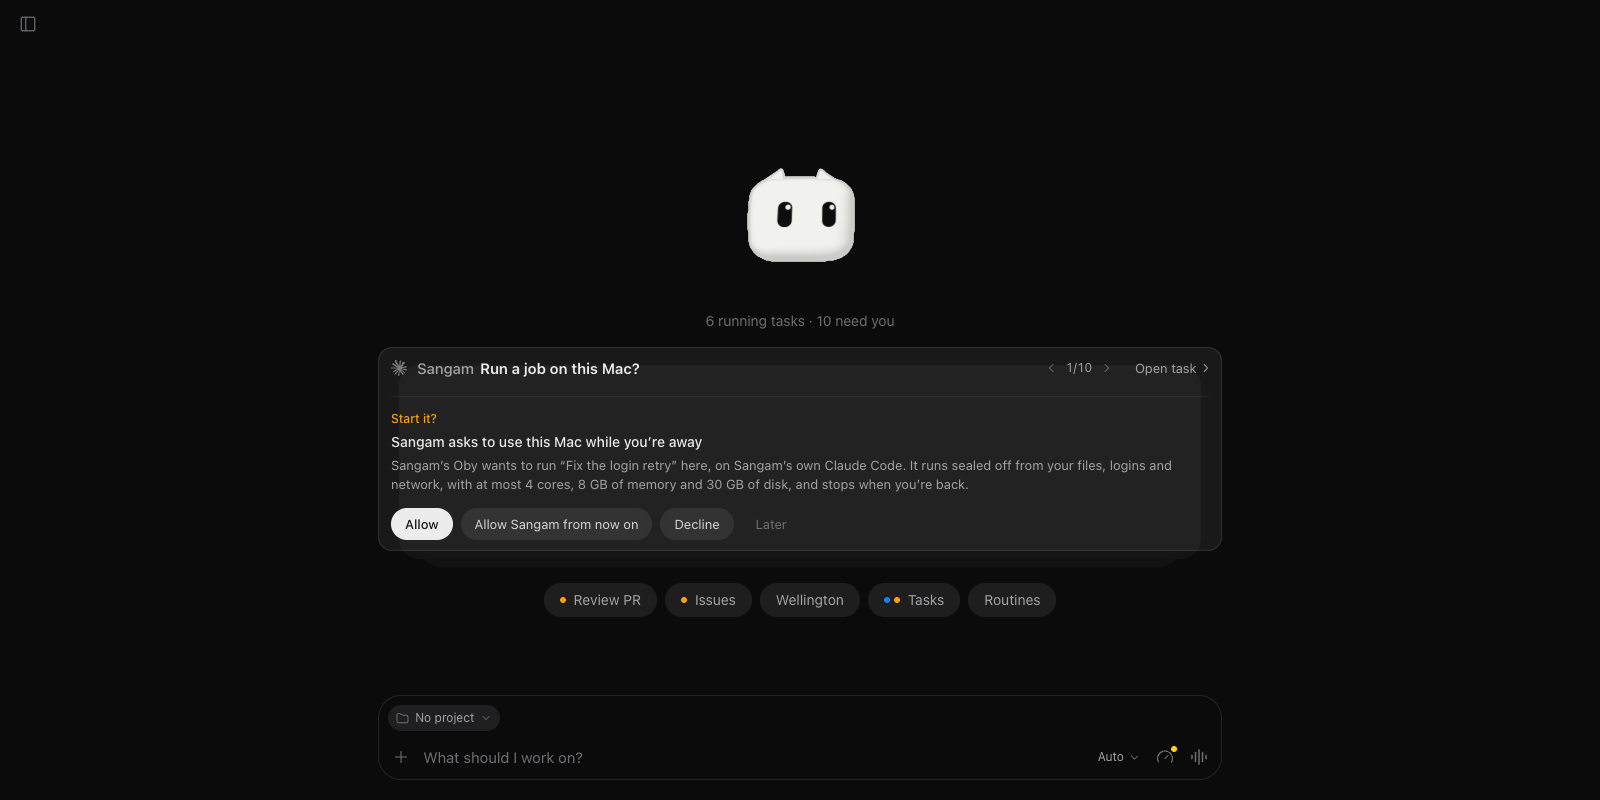 6 running tasks · 10 need you
Sangam Run a job on this Mac?
1/10
Open task
Start it?
Sangam asks to use this Mac while you’re away
Sangam’s Oby wants to run “Fix the login retry” here, on Sangam’s own Claude Code. It runs sealed off from your files, logins and
network, with at most 4 cores, 8 GB of memory and 30 GB of disk, and stops when you’re back.
Allow
Allow Sangam from now on
Decline
Later
Review PR
Issues
Wellington
Tasks
Routines
No project
What should I work on?
Auto